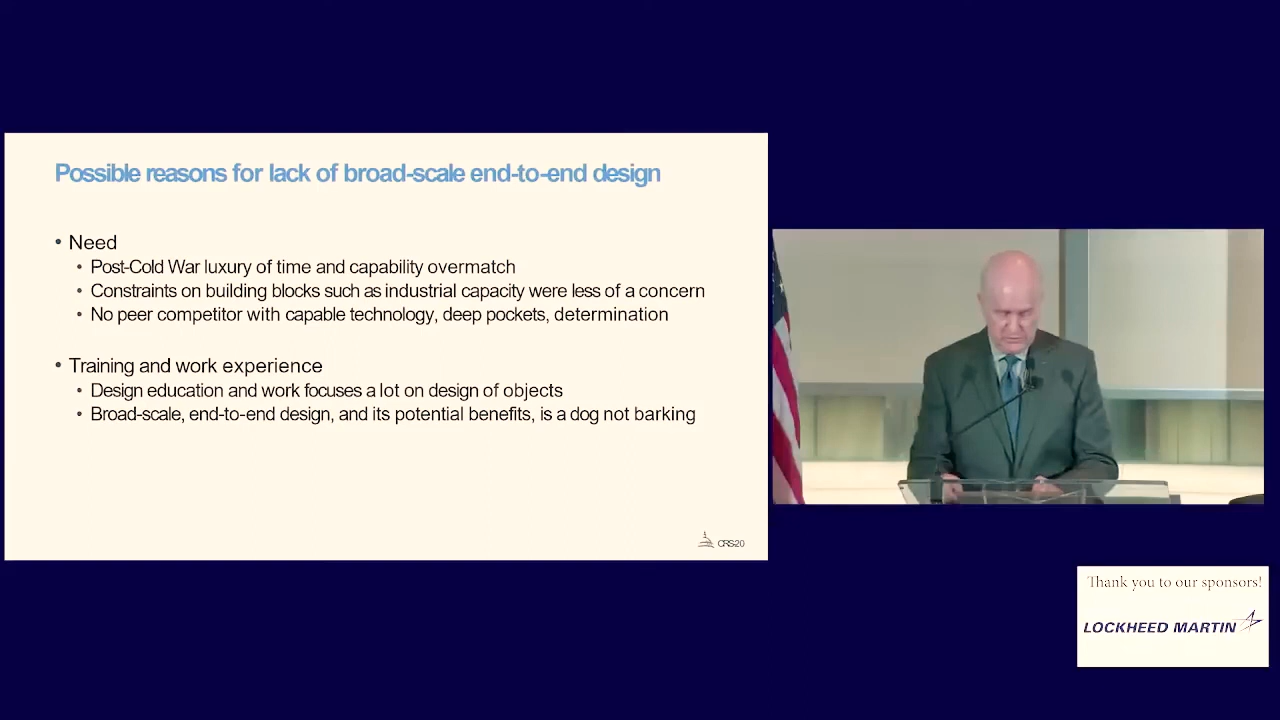 Possible reasons for lack of broad-scale end-to-end design
• Need
• Post-Cold War luxury of time and capability overmatch
• Constraints on building blocks such as industrial capacity were less of a concern
• No peer competitor with capable technology, deep pockets, determination
• Training and work experience
• Design education and work focuses a lot on design of objects
• Broad-scale, end-to-end design, and its potential benefits, is a dog not barking
CRS-20
Thank you to our sponsors!
LOCKHEED MARTIN